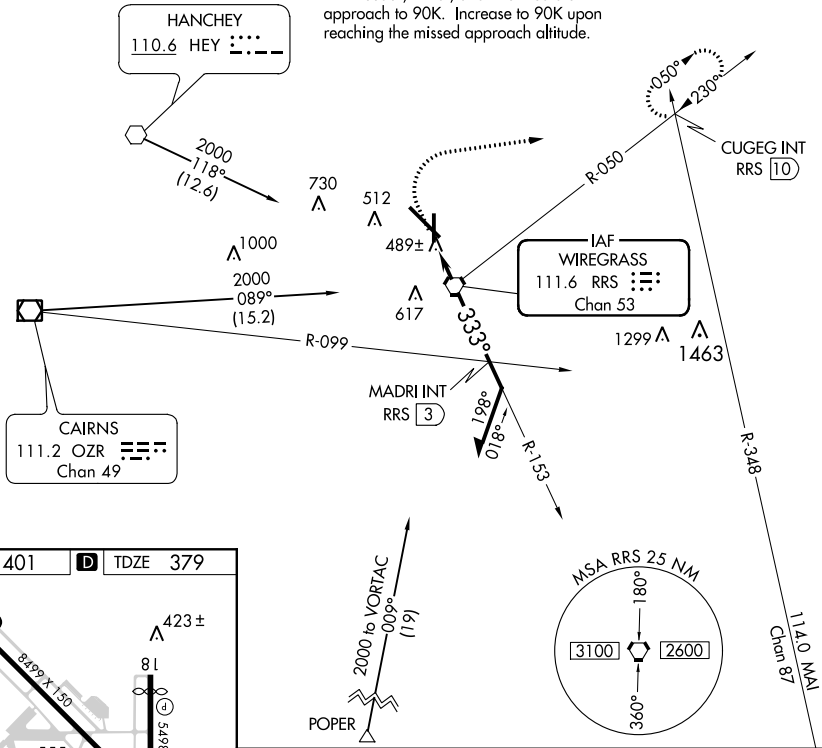 approach to 90K. Increase to 90K upon
reaching the missed approach altitude.
HANCHEY
110.6 HEY
2000
118°
(12.6)
050°
230°
CUGEG INT
RRS 10
R-050
730
512
489±
1000
617
2000
089°
(15.2)
IAF
WIREGRASS
111.6 RRS
Chan 53
1299
1463
333°
R-099
MADRI INT
RRS 3
198°
018°
R-153
R-348
CAIRNS
111.2 OZR
Chan 49
401
D
TDZE 379
423±
18
8499 X 150
P
5498
2000 to VORTAC
009°
(19)
POPER
MSA RRS 25 NM
180°
3100
2600
360°
114.0 MAI
Chan 87